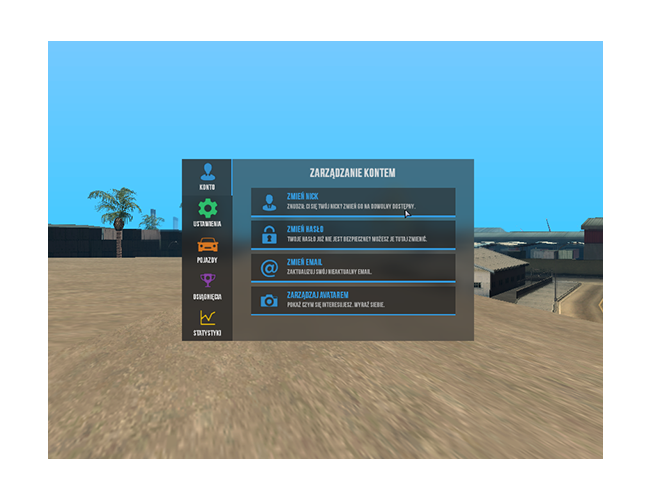 KONTO
USTAWIENIA
POJAZDY
OSIĄGNIĘCIA
STATYSTYKI
ZARZĄDZANIE KONTEM
ZMIEŃ NICK
ZNUDZIŁ CI SIĘ TWÓJ NICK? ZMIEŃ GO NA DOWOLNY DOSTĘPNY.
ZMIEŃ HASŁO
TWOJE HASŁO JUŻ NIE JEST BEZPIECZNE? MOŻESZ JE TUTAJ ZMIENIĆ.
ZMIEŃ EMAIL
ZAKTUALIZUJ SWÓJ NIEAKTUALNY EMAIL.
ZARZĄDZAJ AVATAREM
POKAŻ CZYM SIĘ INTERESUJESZ. WYRAŹ SIEBIE.